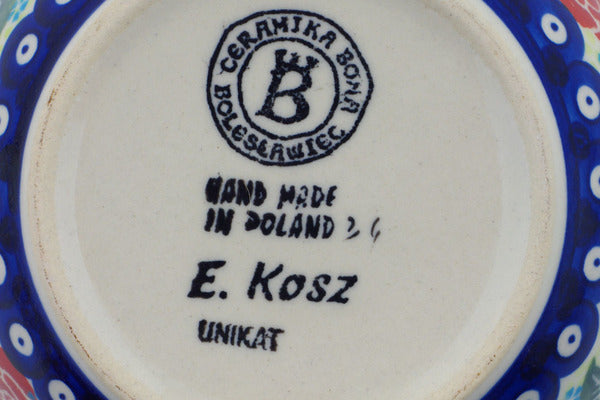 CERAMIKA BONA
BOLESŁAWIEC
B
HAND MADE
IN POLAND
E. Kosz
UNIKAT